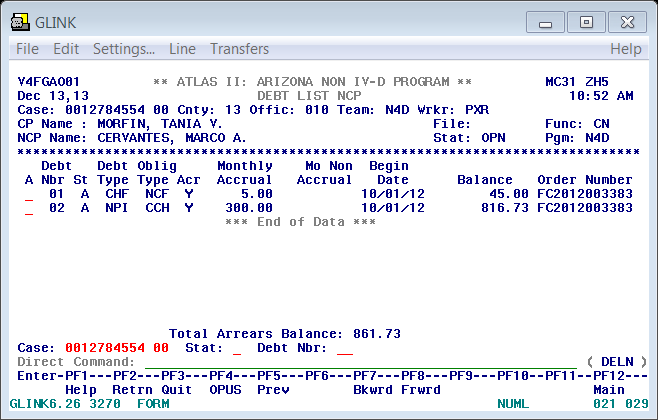 GLINK
File Edit Settings... Line Transfers Help
V4FGAO01 ** ATLAS II: ARIZONA NON IV-D PROGRAM ** MC31 ZH5
Dec 13,13 DEBT LIST NCP 10:52 AM
Case: 0012784554 00 Cnty: 13 Offic: 010 Team: N4D Wrkr: PXR
CP Name : MORFIN, TANIA V. File: Func: CN
NCP Name: CERVANTES, MARCO A. Stat: OPN Pgm: N4D
********************************************************************************
Debt Debt Oblig Monthly Mo Non Begin
A Nbr St Type Type Acr Accrual Accrual Date Balance Order Number
_ 01 A CHF NCF Y 5.00 10/01/12 45.00 FC2012003383
_ 02 A NPI CCH Y 300.00 10/01/12 816.73 FC2012003383
*** End of Data ***
Total Arrears Balance: 861.73
Case: 0012784554 00 Stat: _ Debt Nbr: __
Direct Command: ( DELN )
Enter-PF1---PF2---PF3---PF4---PF5---PF6---PF7---PF8---PF9---PF10--PF11--PF12---
Help Retrn Quit OPUS Prev Bkwrd Frwrd Main
GLINK6.26 3270 FORM NUML 021 029